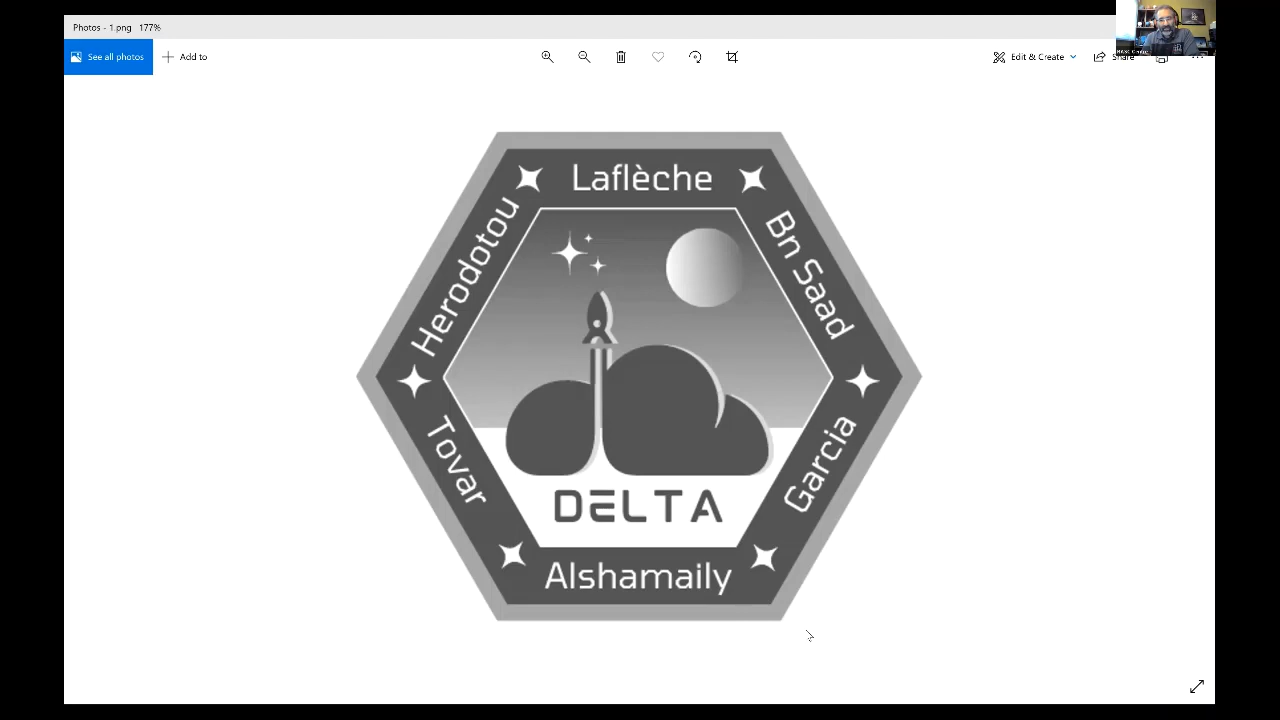 Photos - 1.png 177%
See all photos
Add to
Edit & Create
Share
Laflèche
Bn Saad
Garcia
Alshamaily
Tovar
Herodotou
DELTA